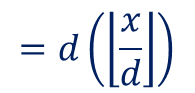 = d (⌊x/d⌋)